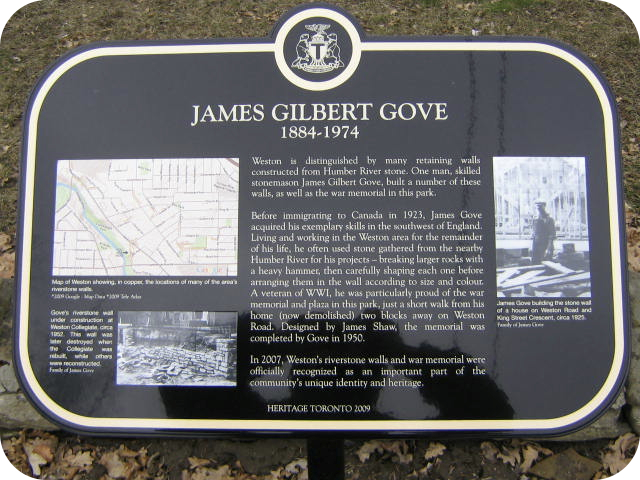 T
JAMES GILBERT GOVE
1884-1974
Weston is distinguished by many retaining walls
constructed from Humber River stone. One man, skilled
stonemason James Gilbert Gove, built a number of these
walls, as well as the war memorial in this park.
Before immigrating to Canada in 1923, James Gove
acquired his exemplary skills in the southwest of England.
Living and working in the Weston area for the remainder
of his life, he often used stone gathered from the nearby
Humber River for his projects – breaking larger rocks with
a heavy hammer, then carefully shaping each one before
arranging them in the wall according to size and colour.
A veteran of WWI, he was particularly proud of the war
memorial and plaza in this park, just a short walk from his
home (now demolished) two blocks away on Weston
Road. Designed by James Shaw, the memorial was
completed by Gove in 1950.
In 2007, Weston's riverstone walls and war memorial were
officially recognized as an important part of the
community's unique identity and heritage.
HERITAGE TORONTO 2009
Map of Weston showing, in copper, the locations of many of the area's
riverstone walls.
*2009 Google - Map Data *2009 Tele Atlas
Gove's riverstone wall
under construction at
Weston Collegiate, circa
1952. This wall was
later destroyed when
the Collegiate was
rebuilt, while others
were reconstructed.
Family of James Gove
James Gove building the stone wall
of a house on Weston Road and
King Street Crescent, circa 1925.
Family of James Gove